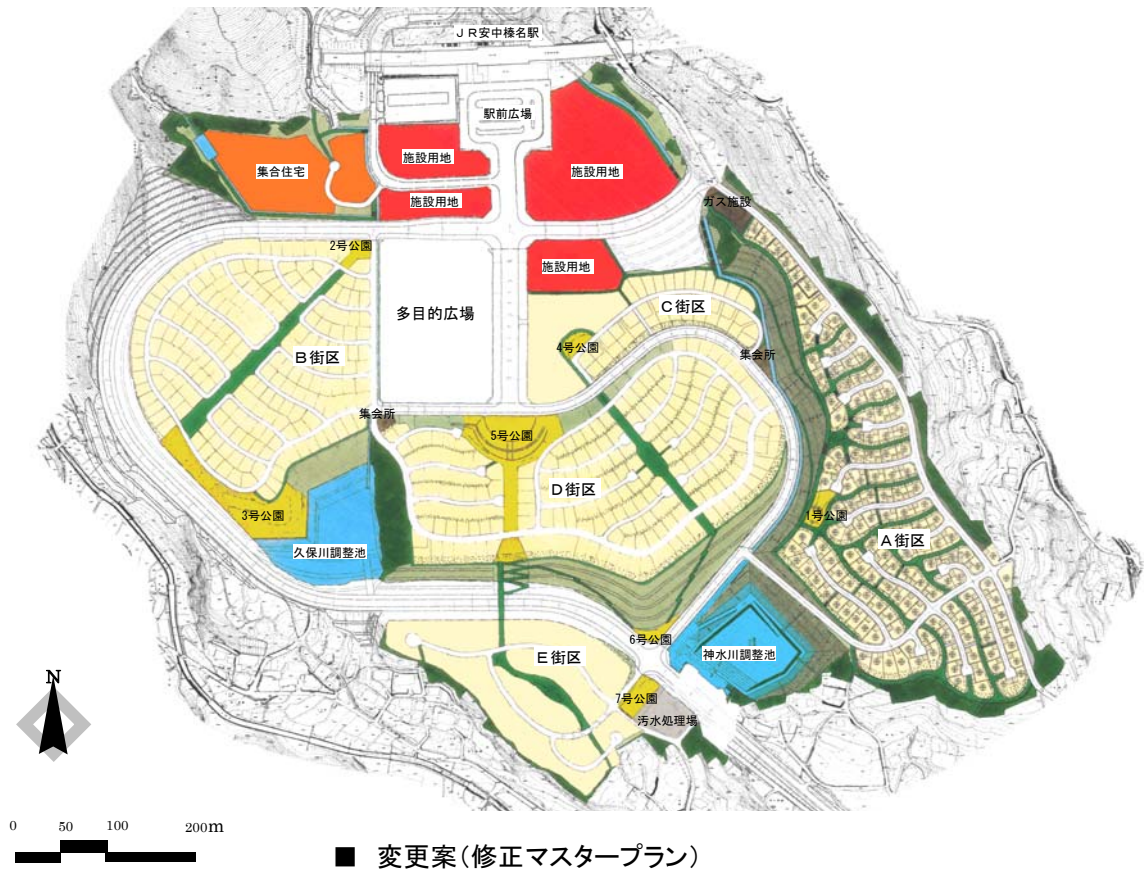 JR安中榛名駅
駅前広場
施設用地
集合住宅
施設用地
施設用地
ガス施設
2号公園
施設用地
C街区
多目的広場
4号公園
B街区
集会所
集会所
5号公園
D街区
3号公園
1号公園
A街区
久保川調整池
6号公園
神水川調整池
E街区
7号公園
汚水処理場
N
0 50 100 200m
■ 変更案(修正マスタープラン)